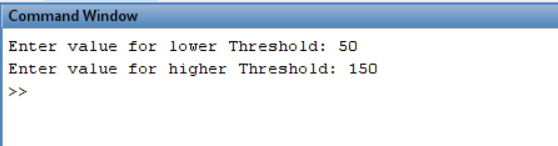 Command Window
Enter value for lower Threshold: 50
Enter value for higher Threshold: 150
>>